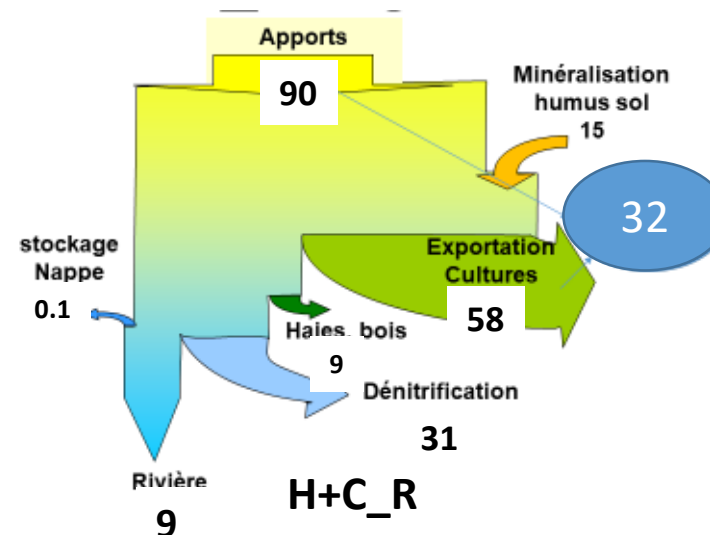 Apports
90
Minéralisation
humus sol
15
32
stockage
Nappe
0.1
Exportation
Cultures
58
Haies, bois
9
Dénitrification
31
Rivière
9
H+C_R